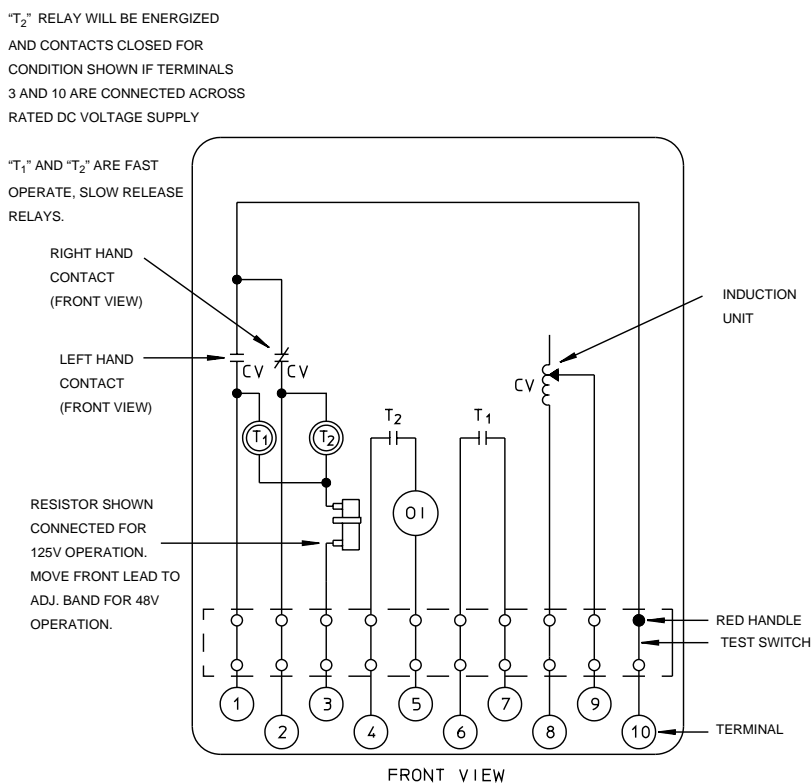 “T₂” RELAY WILL BE ENERGIZED
AND CONTACTS CLOSED FOR
CONDITION SHOWN IF TERMINALS
3 AND 10 ARE CONNECTED ACROSS
RATED DC VOLTAGE SUPPLY
“T₁” AND “T₂” ARE FAST
OPERATE, SLOW RELEASE
RELAYS.
RIGHT HAND
CONTACT
(FRONT VIEW)
INDUCTION
UNIT
LEFT HAND
CONTACT
(FRONT VIEW)
CV
CV
CV
T₁
T₂
T₂
T₁
OI
RESISTOR SHOWN
CONNECTED FOR
125V OPERATION.
MOVE FRONT LEAD TO
ADJ. BAND FOR 48V
OPERATION.
RED HANDLE
TEST SWITCH
1
2
3
4
5
6
7
8
9
10
TERMINAL
FRONT VIEW